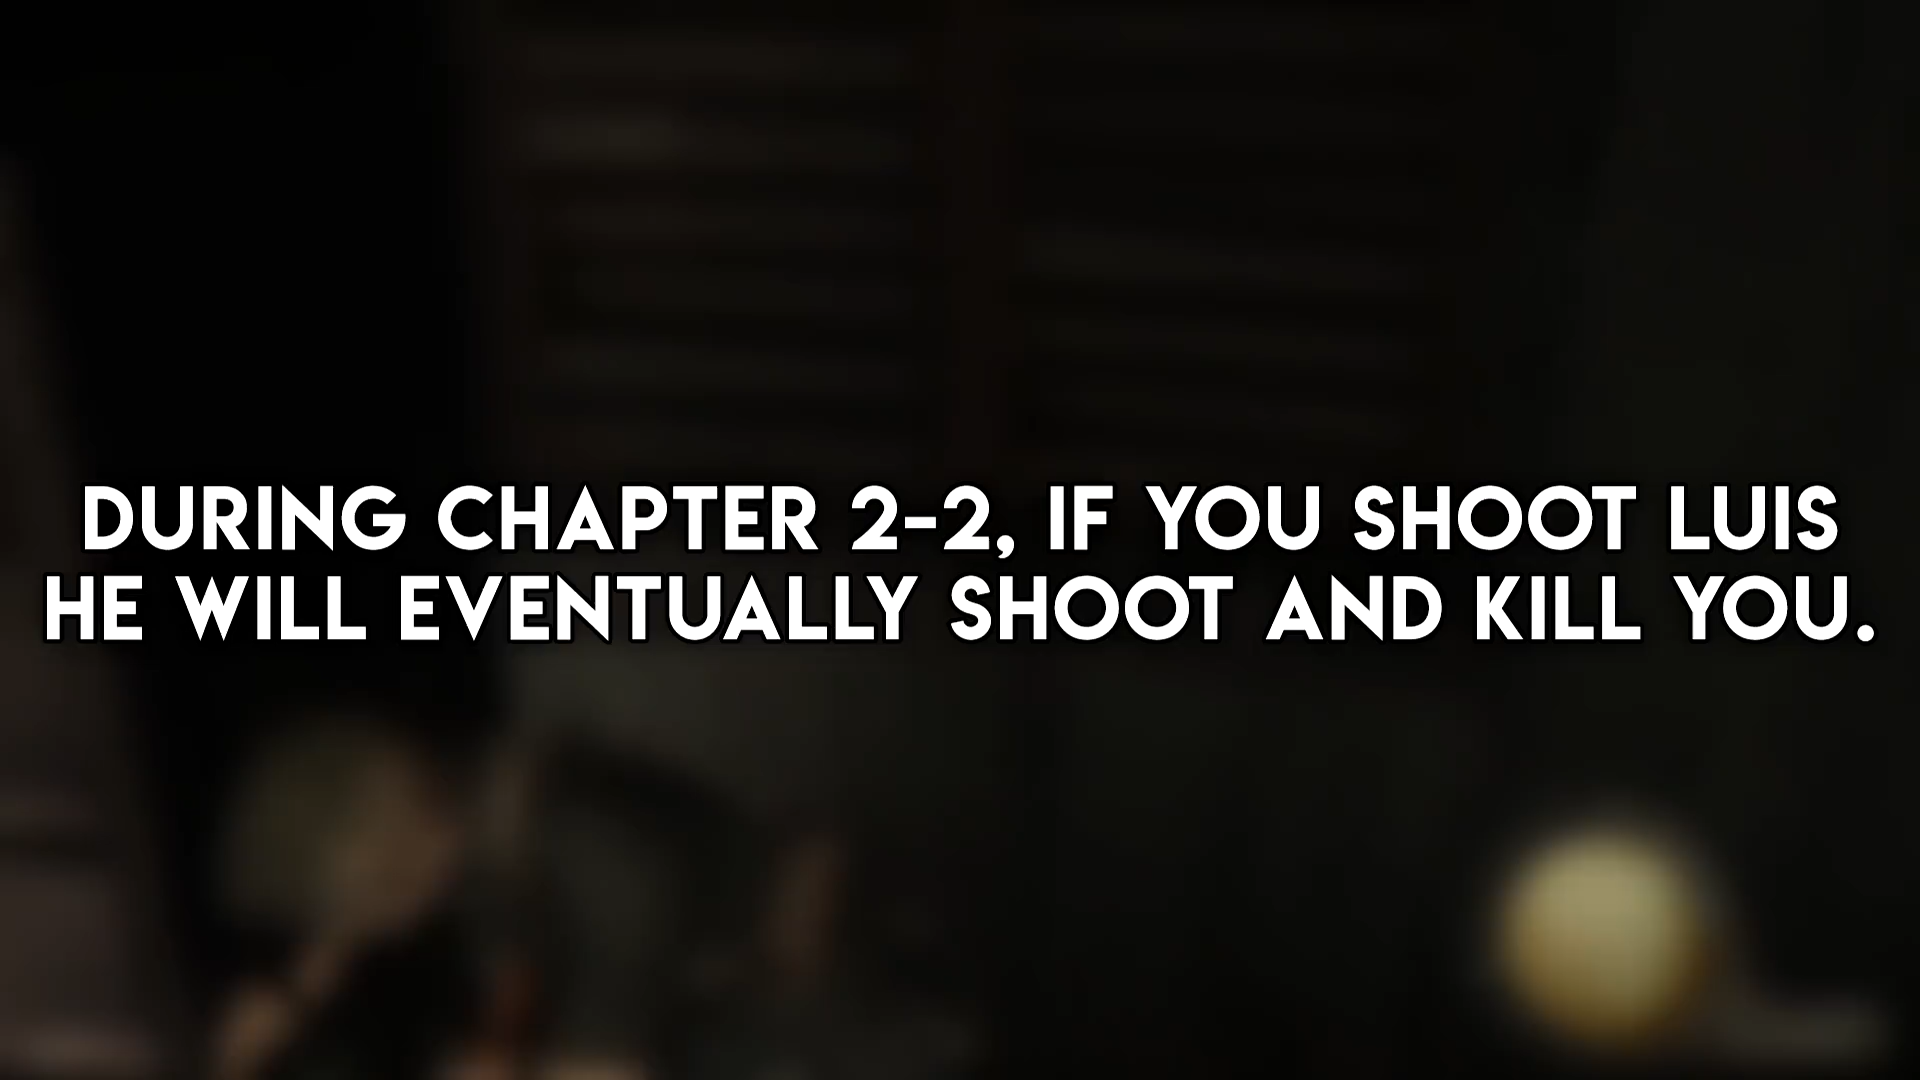 DURING CHAPTER 2-2, IF YOU SHOOT LUIS
HE WILL EVENTUALLY SHOOT AND KILL YOU.